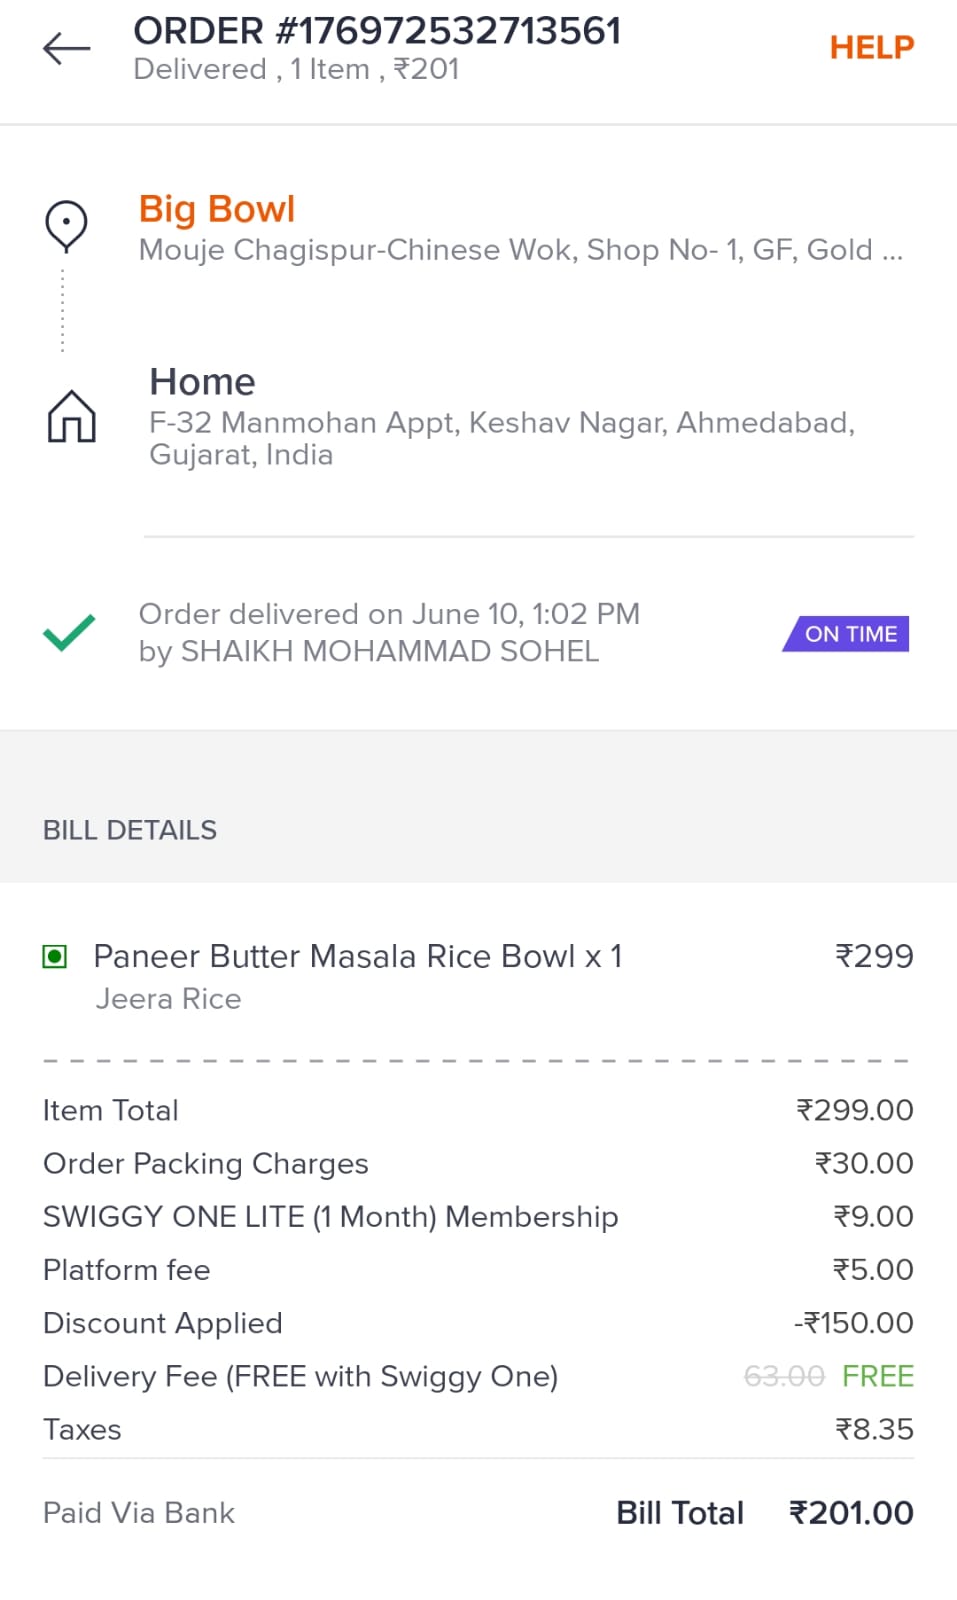 ORDER #176972532713561
HELP
Delivered , 1 Item , ₹201
Big Bowl
Mouje Chagispur-Chinese Wok, Shop No- 1, GF, Gold ...
Home
F-32 Manmohan Appt, Keshav Nagar, Ahmedabad,
Gujarat, India
Order delivered on June 10, 1:02 PM
by SHAIKH MOHAMMAD SOHEL
ON TIME
BILL DETAILS
Paneer Butter Masala Rice Bowl x 1 ₹299
Jeera Rice
Item Total ₹299.00
Order Packing Charges ₹30.00
SWIGGY ONE LITE (1 Month) Membership ₹9.00
Platform fee ₹5.00
Discount Applied -₹150.00
Delivery Fee (FREE with Swiggy One) 63.00 FREE
Taxes ₹8.35
Paid Via Bank Bill Total ₹201.00